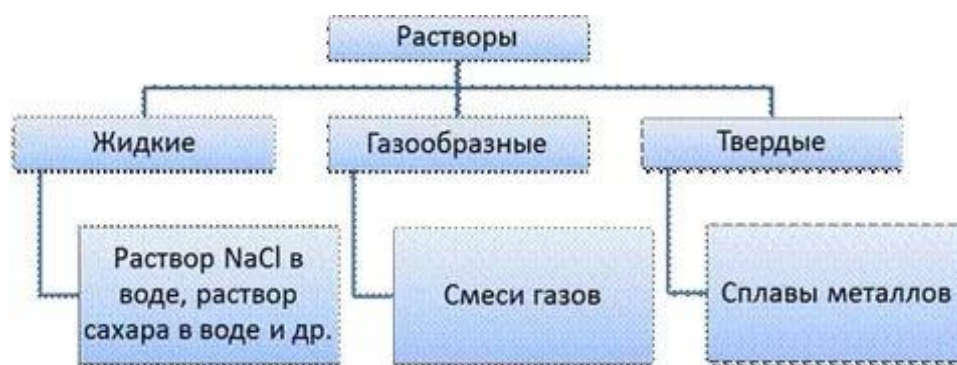 Растворы
Жидкие
Газообразные
Твердые
Раствор NaCl в
воде, раствор
сахара в воде и др.
Смеси газов
Сплавы металлов